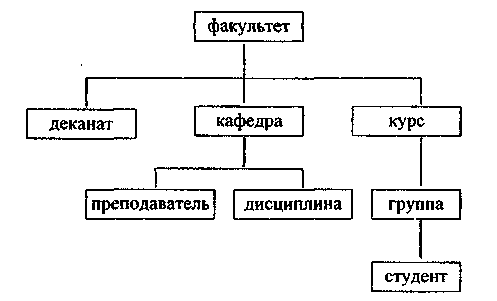 факультет
деканат
кафедра
курс
преподаватель
дисциплина
группа
студент